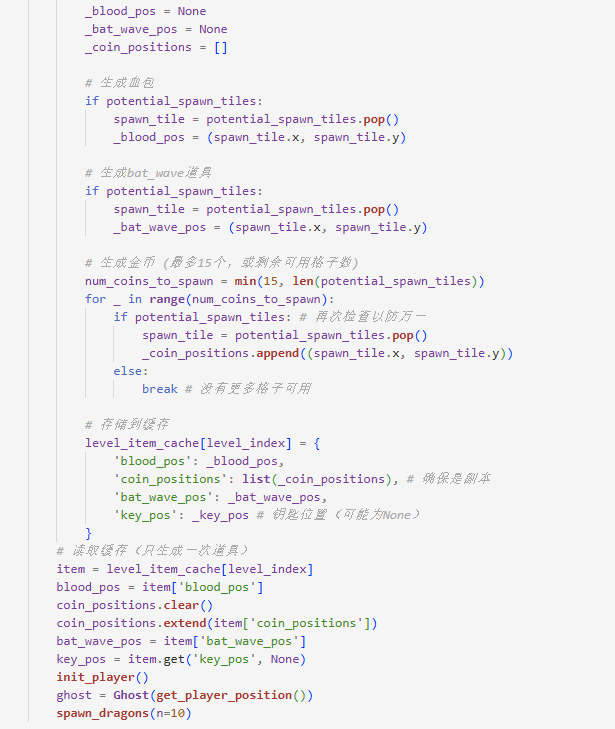 _blood_pos = None
_bat_wave_pos = None
_coin_positions = []
# 生成血包
if potential_spawn_tiles:
spawn_tile = potential_spawn_tiles.pop()
_blood_pos = (spawn_tile.x, spawn_tile.y)
# 生成bat_wave道具
if potential_spawn_tiles:
spawn_tile = potential_spawn_tiles.pop()
_bat_wave_pos = (spawn_tile.x, spawn_tile.y)
# 生成金币 (最多15个，或剩余可用格子数)
num_coins_to_spawn = min(15, len(potential_spawn_tiles))
for _ in range(num_coins_to_spawn):
if potential_spawn_tiles: # 再次检查以防万一
spawn_tile = potential_spawn_tiles.pop()
_coin_positions.append((spawn_tile.x, spawn_tile.y))
else:
break # 没有更多格子可用
# 存储到缓存
level_item_cache[level_index] = {
'blood_pos': _blood_pos,
'coin_positions': list(_coin_positions), # 确保是副本
'bat_wave_pos': _bat_wave_pos,
'key_pos': _key_pos # 钥匙位置（可能为None）
}
# 读取缓存（只生成一次道具）
item = level_item_cache[level_index]
blood_pos = item['blood_pos']
coin_positions.clear()
coin_positions.extend(item['coin_positions'])
bat_wave_pos = item['bat_wave_pos']
key_pos = item.get('key_pos', None)
init_player()
ghost = Ghost(get_player_position())
spawn_dragons(n=10)